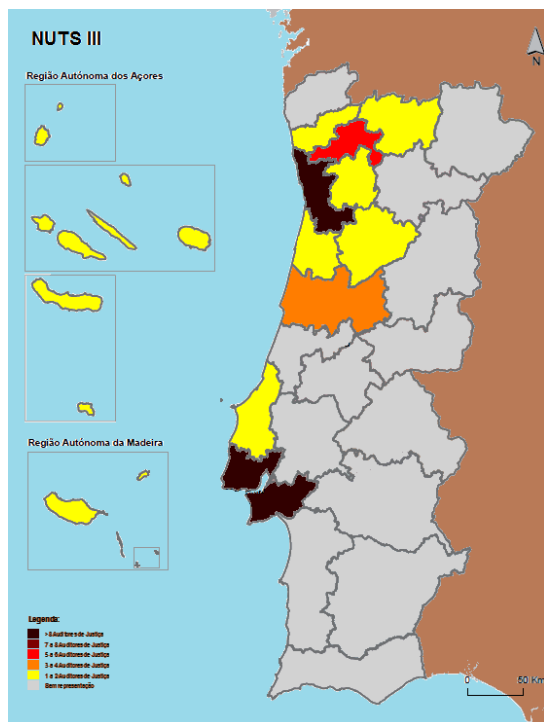 NUTS III
N
Região Autónoma dos Açores
Região Autónoma da Madeira
Legenda:
>8 Auditores de Justiça
7 a 8 Auditores de Justiça
5 a 6 Auditores de Justiça
3 a 4 Auditores de Justiça
1 a 2 Auditores de Justiça
Sem representação
0 50 Km